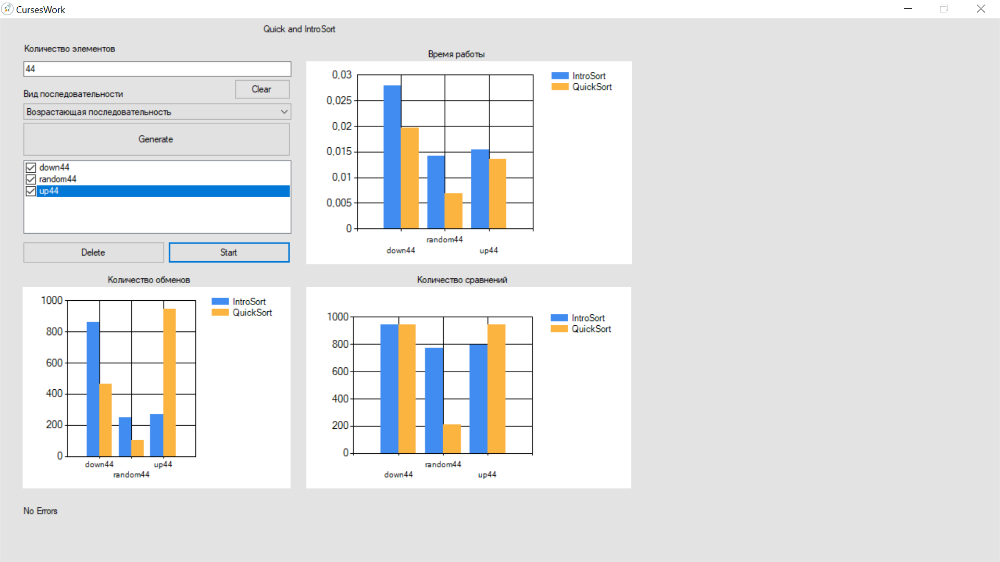 CursesWork
Quick and IntroSort
Количество элементов
44
Clear
Вид последовательности
Возрастающая последовательность
Generate
down44
random44
up44
Delete
Start
Время работы
0,03
0,025
0,02
0,015
0,01
0,005
0
random44
down44
up44
IntroSort
QuickSort
Количество обменов
1000
800
600
400
200
0
down44
up44
random44
IntroSort
QuickSort
Количество сравнений
1000
800
600
400
200
0
random44
down44
up44
IntroSort
QuickSort
No Errors